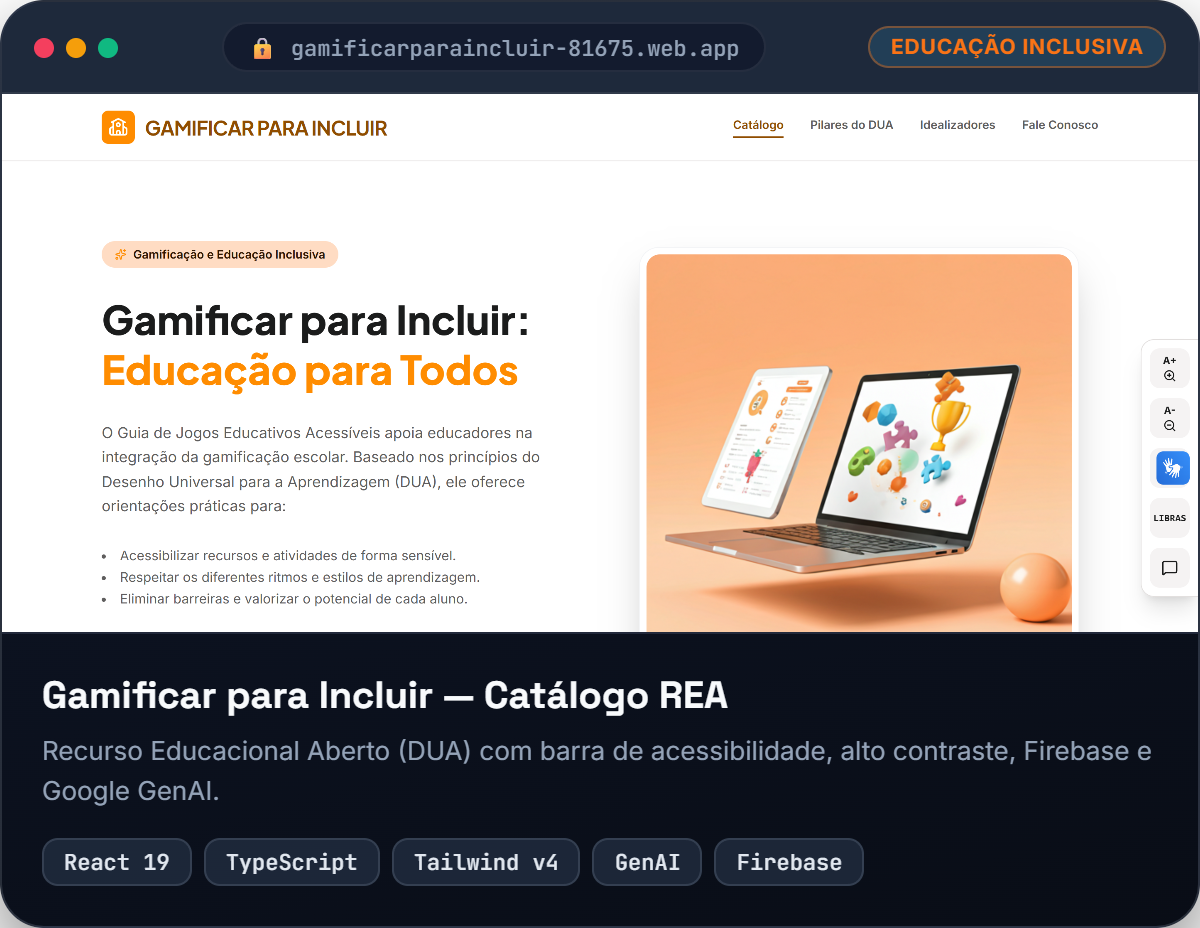 gamificarparaincluir-81675.web.app
EDUCAÇÃO INCLUSIVA
GAMIFICAR PARA INCLUIR
Catálogo
Pilares do DUA
Idealizadores
Fale Conosco
Gamificação e Educação Inclusiva
Gamificar para Incluir:
Educação para Todos
O Guia de Jogos Educativos Acessíveis apoia educadores na
integração da gamificação escolar. Baseado nos princípios do
Desenho Universal para a Aprendizagem (DUA), ele oferece
orientações práticas para:
• Acessibilizar recursos e atividades de forma sensível.
• Respeitar os diferentes ritmos e estilos de aprendizagem.
• Eliminar barreiras e valorizar o potencial de cada aluno.
A+
A-
LIBRAS
Gamificar para Incluir — Catálogo REA
Recurso Educacional Aberto (DUA) com barra de acessibilidade, alto contraste, Firebase e
Google GenAI.
React 19
TypeScript
Tailwind v4
GenAI
Firebase